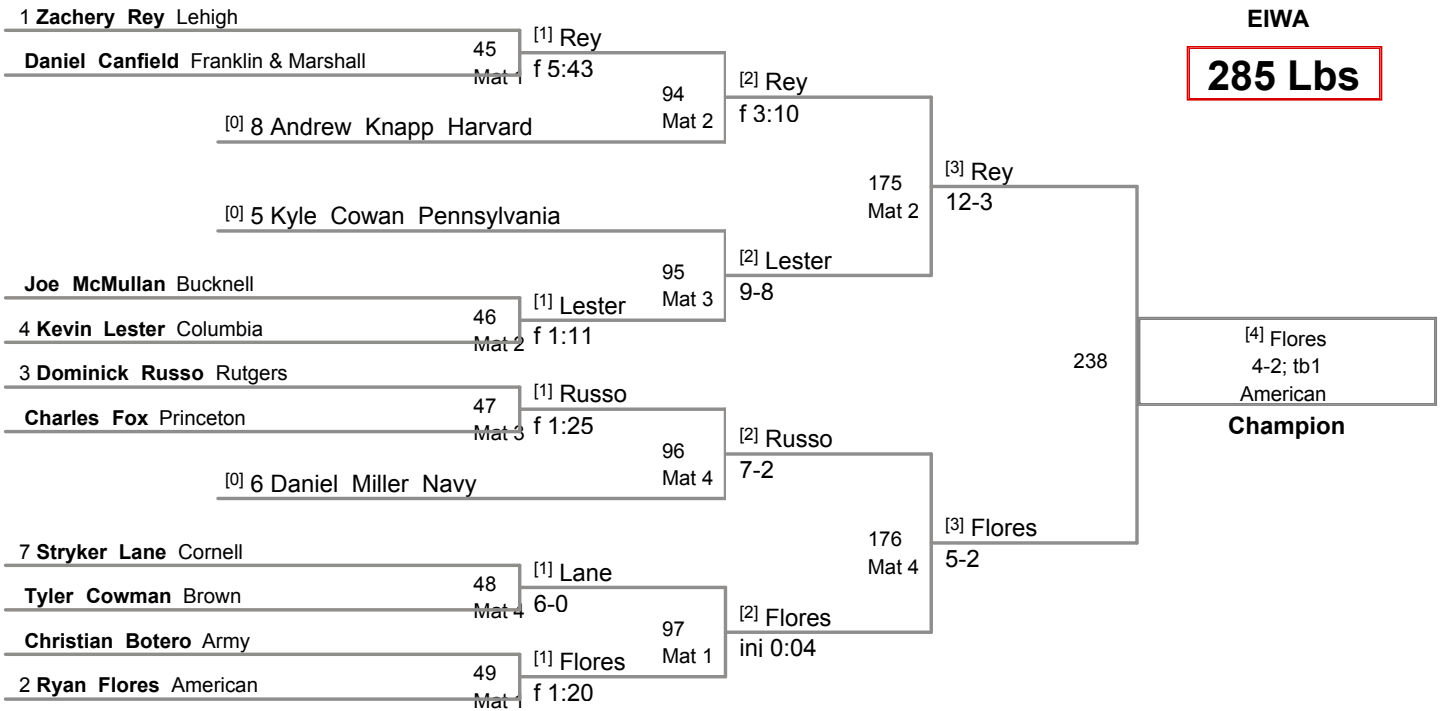 1 Zachery Rey Lehigh
EIWA
285 Lbs
Daniel Canfield Franklin & Marshall
45
Mat 1
[1] Rey
f 5:43
[0] 8 Andrew Knapp Harvard
94
Mat 2
[2] Rey
f 3:10
[0] 5 Kyle Cowan Pennsylvania
175
Mat 2
[3] Rey
12-3
Joe McMullan Bucknell
4 Kevin Lester Columbia
46
Mat 2
[1] Lester
f 1:11
95
Mat 3
[2] Lester
9-8
3 Dominick Russo Rutgers
Charles Fox Princeton
47
Mat 3
[1] Russo
f 1:25
[0] 6 Daniel Miller Navy
96
Mat 4
[2] Russo
7-2
238
[4] Flores
4-2; tb1
American
Champion
7 Stryker Lane Cornell
Tyler Cowman Brown
48
Mat 4
[1] Lane
6-0
176
Mat 4
[3] Flores
5-2
Christian Botero Army
2 Ryan Flores American
49
Mat 1
[1] Flores
f 1:20
97
Mat 1
[2] Flores
ini 0:04